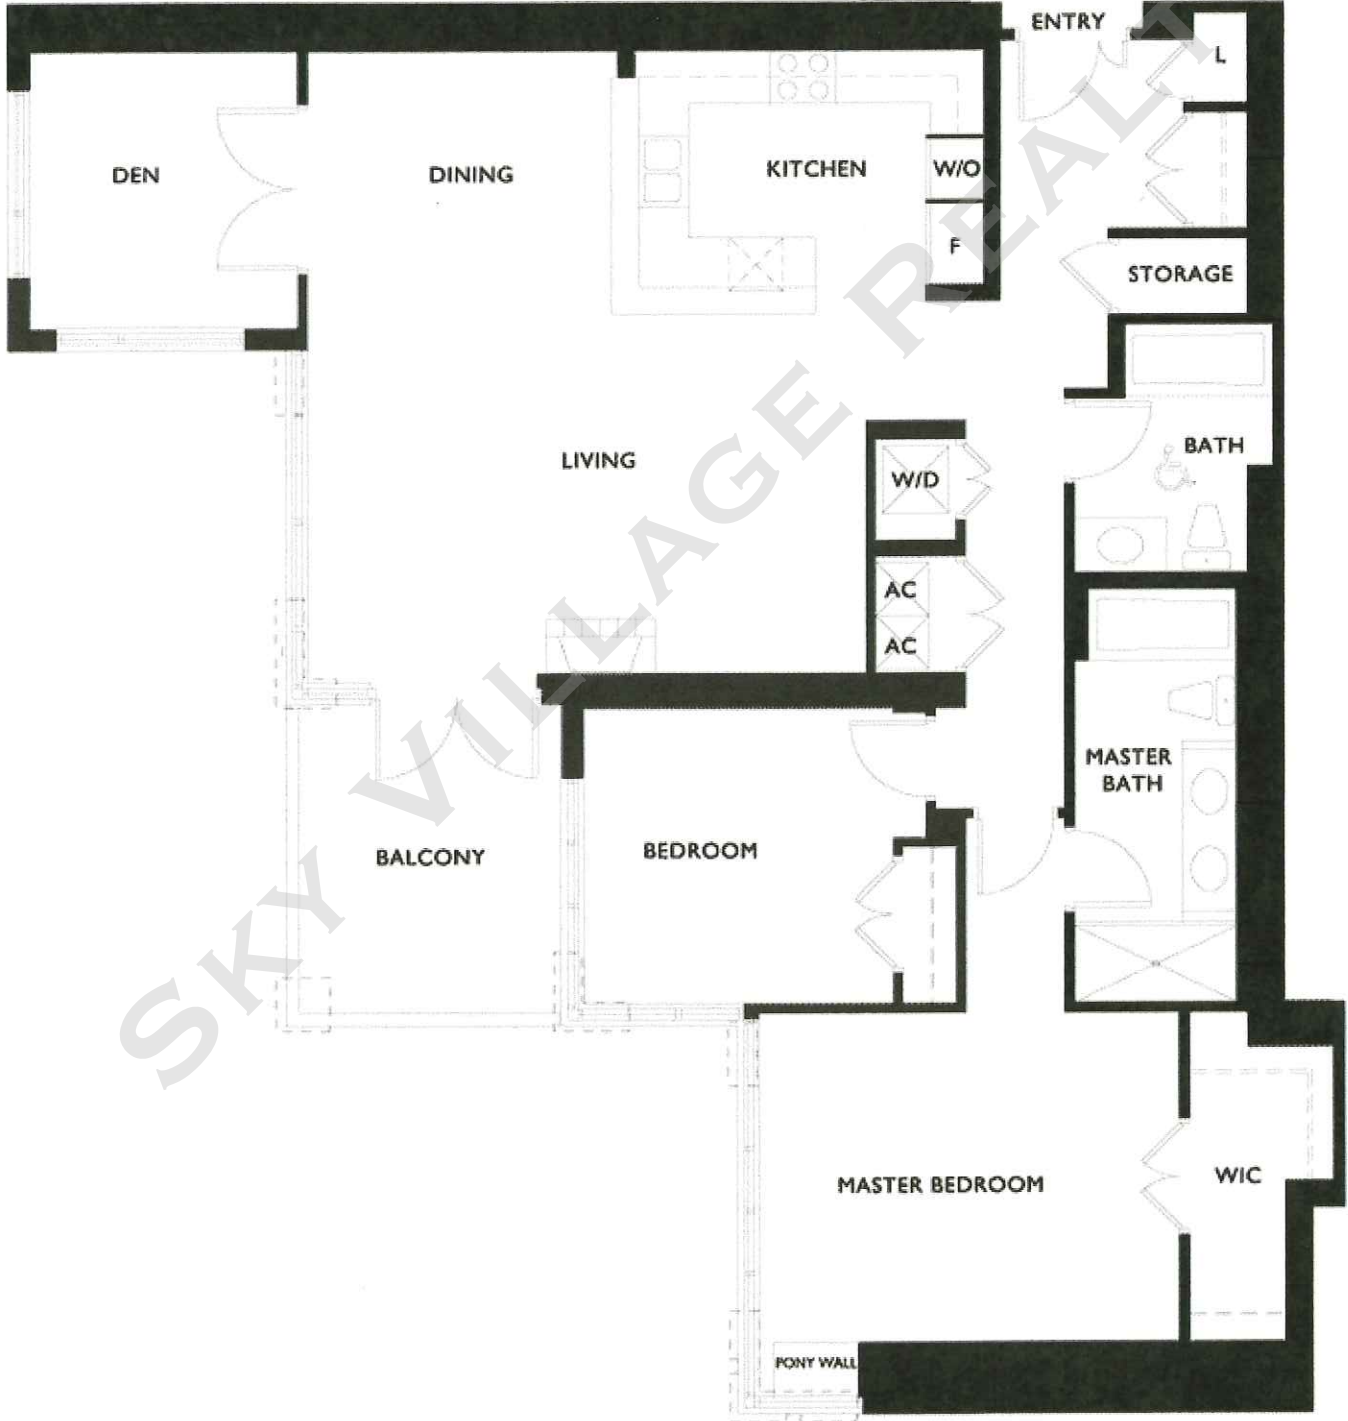 ENTRY
L
DEN
DINING
KITCHEN
W/O
F
STORAGE
LIVING
BATH
W/D
AC
AC
MASTER
BATH
BEDROOM
BALCONY
MASTER BEDROOM
WIC
PONY WALL
SKY VILLAGE REALTY